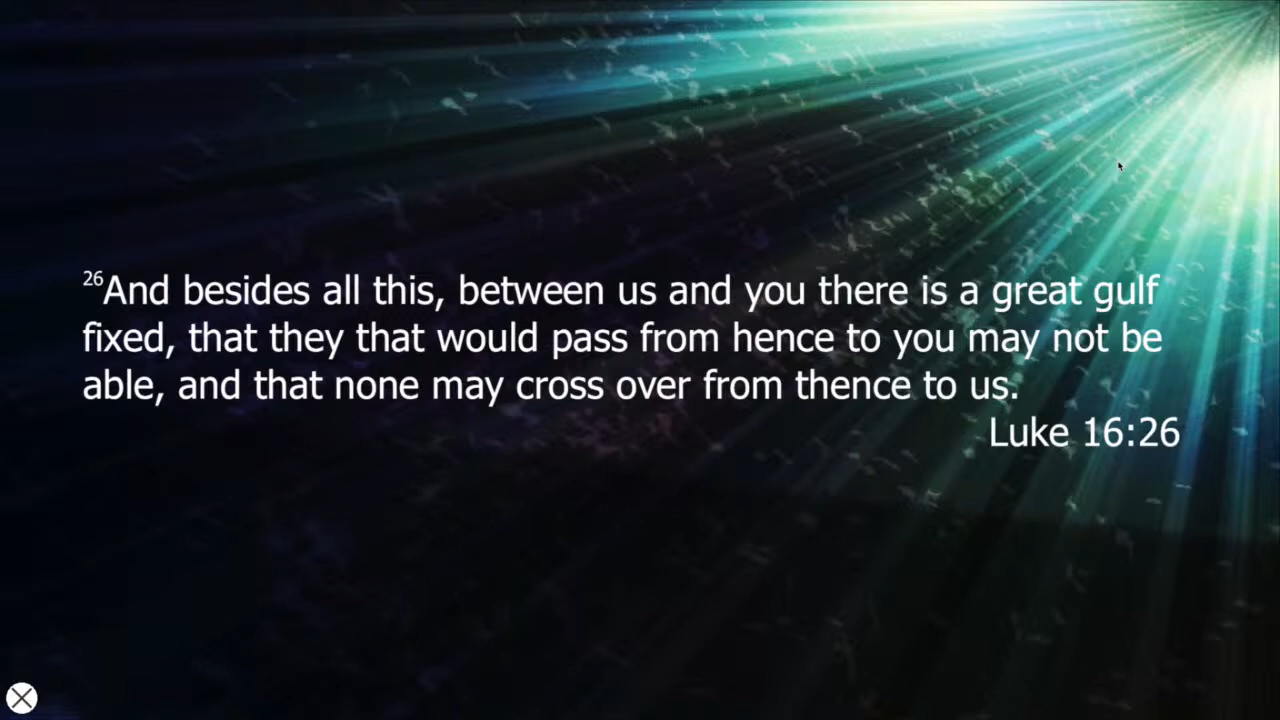 26And besides all this, between us and you there is a great gulf
fixed, that they that would pass from hence to you may not be
able, and that none may cross over from thence to us.
Luke 16:26